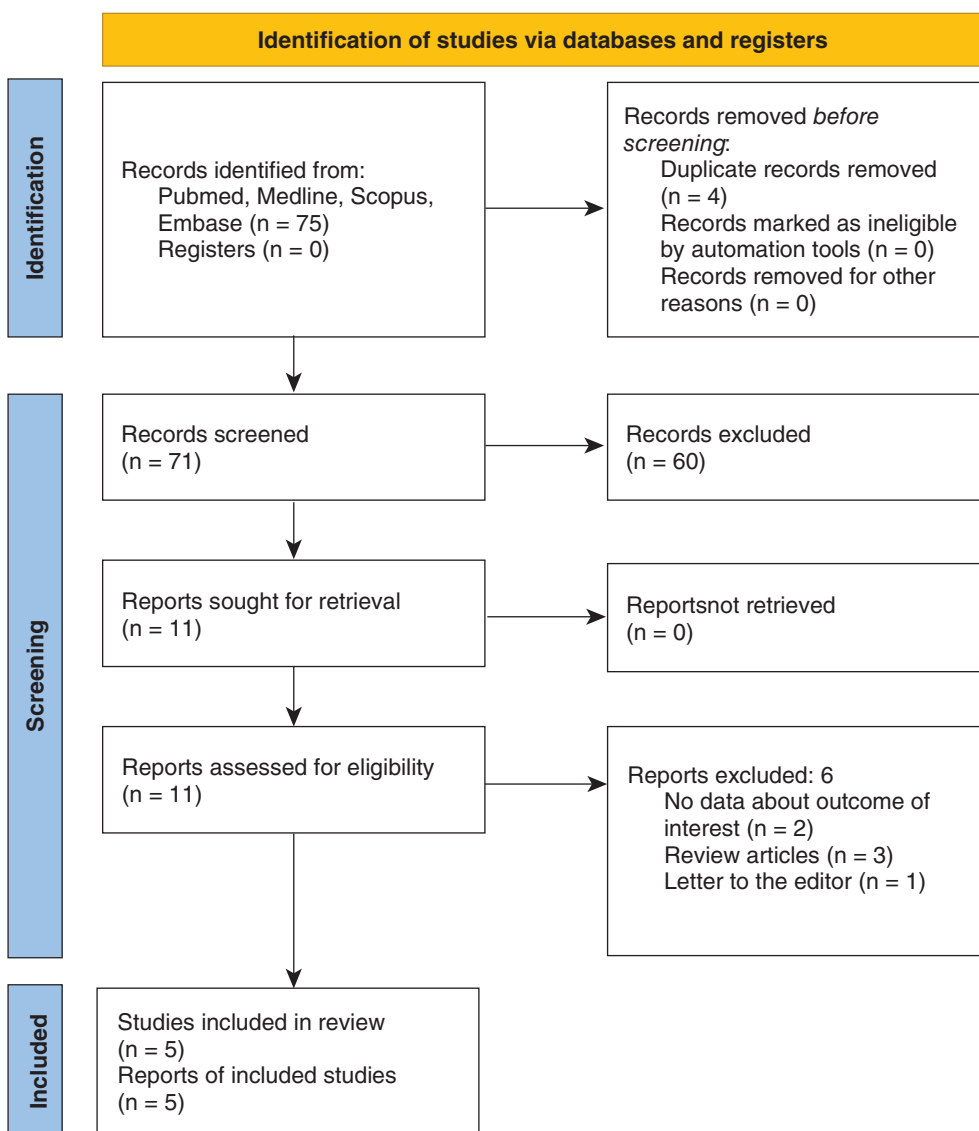 Identification of studies via databases and registers
Identification
Records identified from:
Pubmed, Medline, Scopus,
Embase (n = 75)
Registers (n = 0)
Records removed before
screening:
Duplicate records removed
(n = 4)
Records marked as ineligible
by automation tools (n = 0)
Records removed for other
reasons (n = 0)
Screening
Records screened
(n = 71)
Records excluded
(n = 60)
Reports sought for retrieval
(n = 11)
Reportsnot retrieved
(n = 0)
Reports assessed for eligibility
(n = 11)
Reports excluded: 6
No data about outcome of
interest (n = 2)
Review articles (n = 3)
Letter to the editor (n = 1)
Included
Studies included in review
(n = 5)
Reports of included studies
(n = 5)